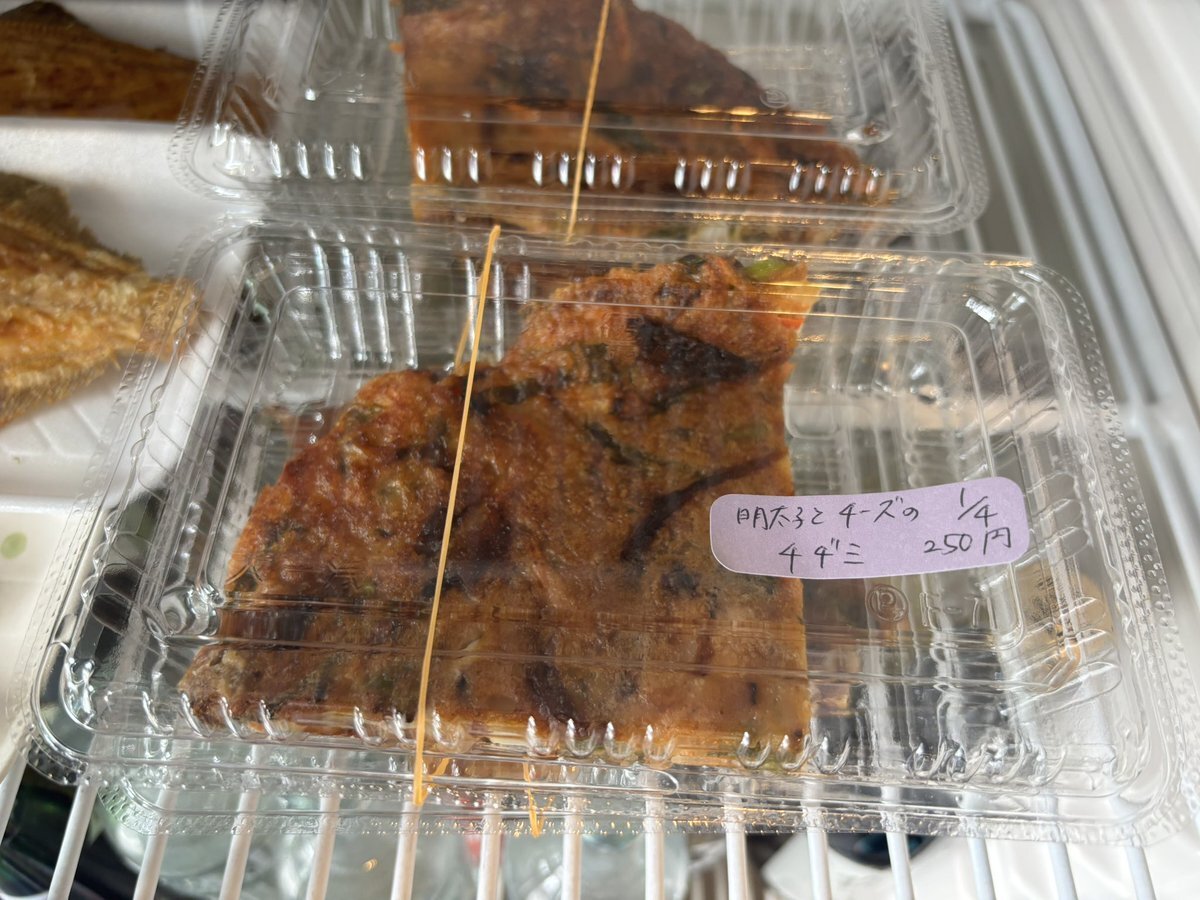 明太子と チーズの 1/4
チヂミ 250円